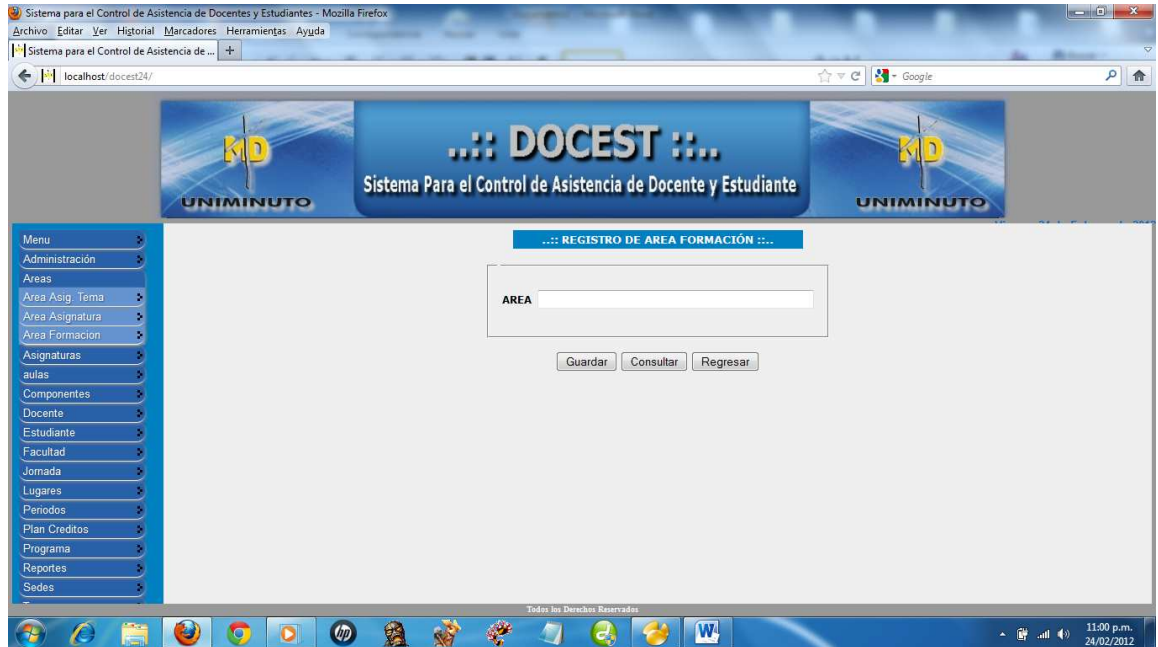 Sistema para el Control de Asistencia de Docentes y Estudiantes - Mozilla Firefox
Archivo Editar Ver Historial Marcadores Herramientas Ayuda
Sistema para el Control de Asistencia de ... +
localhost/docest24/
Google
MD
UNIMINUTO
..:: DOCEST ::..
Sistema Para el Control de Asistencia de Docente y Estudiante
MD
UNIMINUTO
Menu
Administración
Areas
Area Asig. Tema
Area Asignatura
Area Formacion
Asignaturas
aulas
Componentes
Docente
Estudiante
Facultad
Jornada
Lugares
Periodos
Plan Creditos
Programa
Reportes
Sedes
..:: REGISTRO DE AREA FORMACIÓN ::..
AREA
Guardar Consultar Regresar
Todos los Derechos Reservados
hp
W
11:00 p.m.
24/02/2012